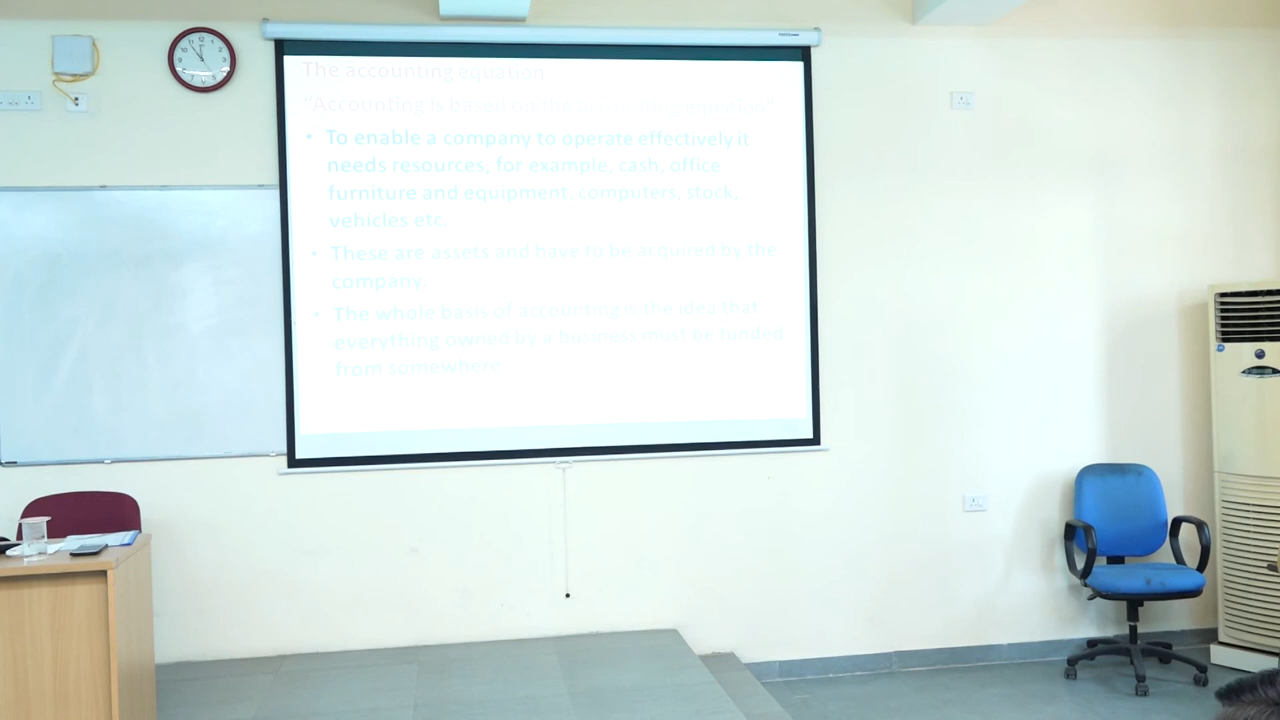 The accounting equation
"Accounting is based on the accounting equation"
• To enable a company to operate effectively it
needs resources, for example, cash, office
furniture and equipment, computers, stock,
vehicles etc.
• These are assets and have to be acquired by the
company.
• The whole basis of accounting is the idea that
everything owned by a business must be funded
from somewhere